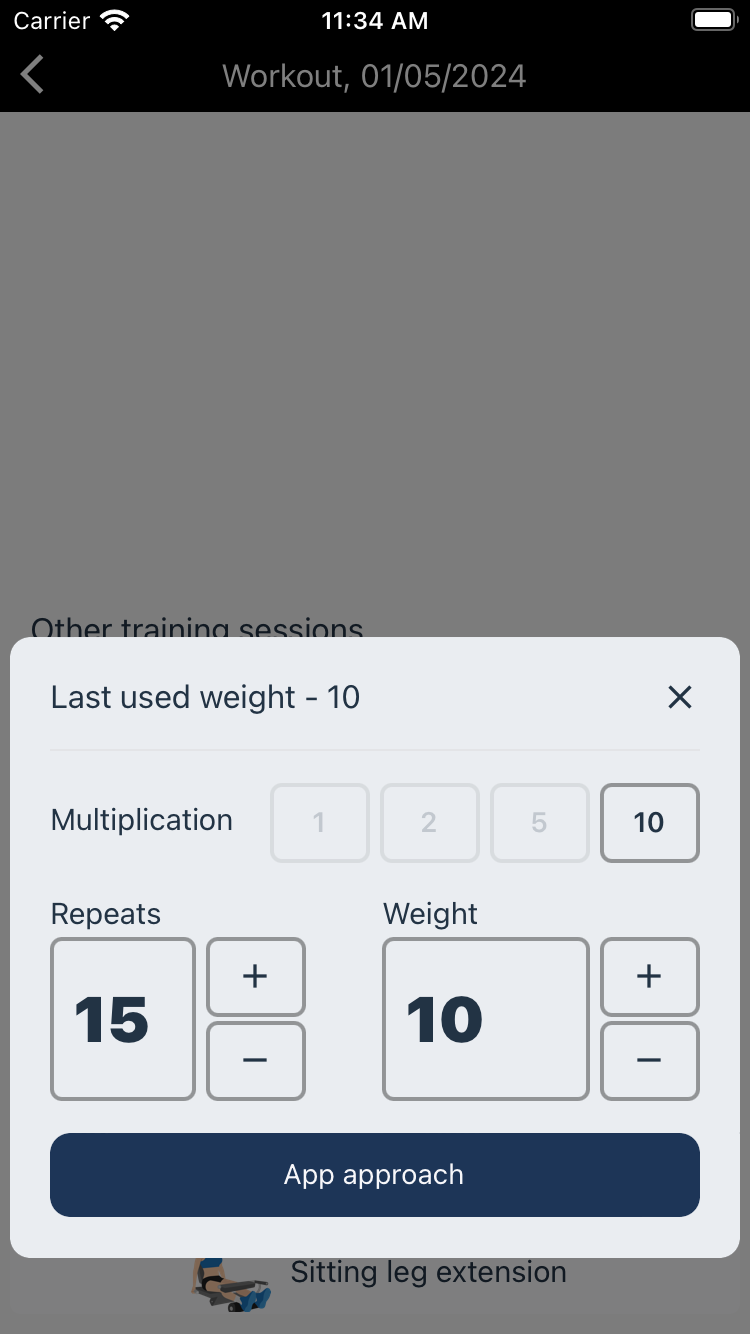 Carrier 11:34 AM
Workout, 01/05/2024
Other training sessions
Last used weight - 10
Multiplication 1 2 5 10
Repeats Weight
15 + − 10 + −
App approach
Sitting leg extension